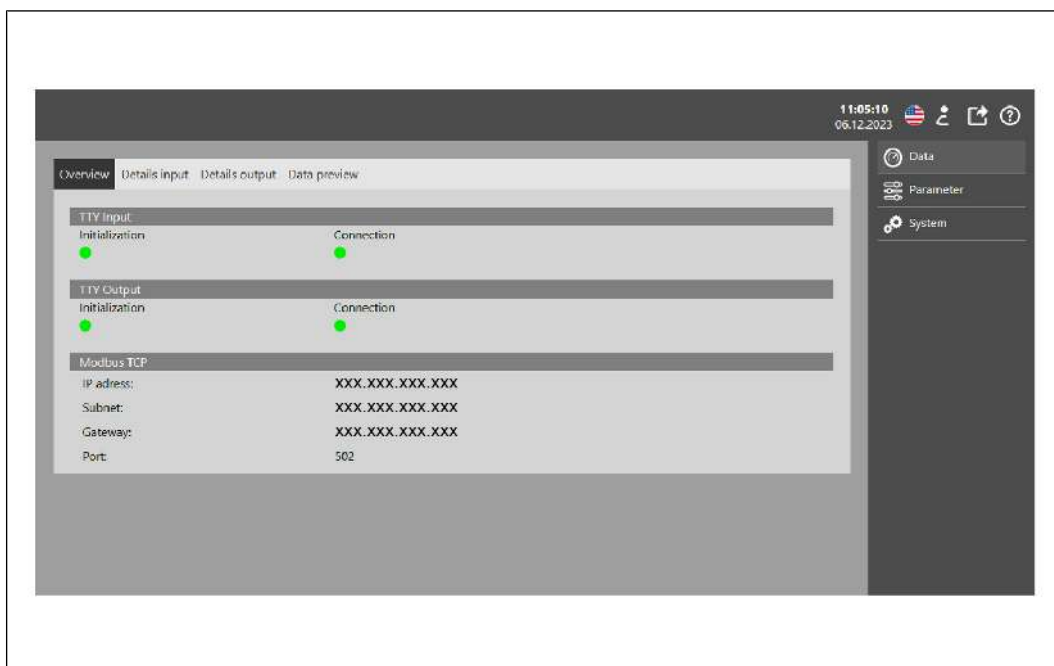 11:05:10
06.12.2023
Data
Parameter
System
Overview Details input Details output Data preview
TTY Input
Initialization Connection
TTY Output
Initialization Connection
Modbus TCP
IP adress: XXX.XXX.XXX.XXX
Subnet: XXX.XXX.XXX.XXX
Gateway: XXX.XXX.XXX.XXX
Port: 502